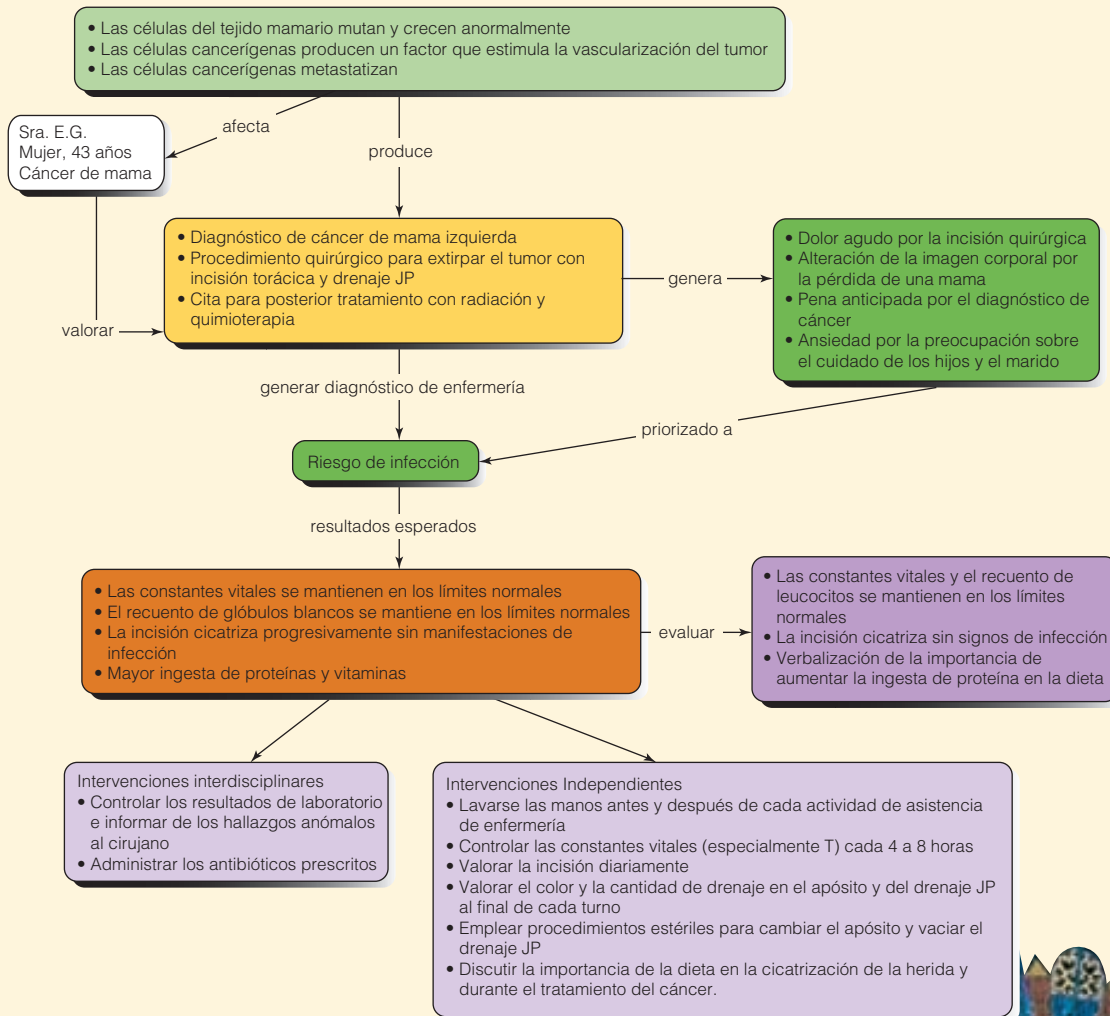 • Las células del tejido mamario mutan y crecen anormalmente
• Las células cancerígenas producen un factor que estimula la vascularización del tumor
• Las células cancerígenas metastatizan
afecta
Sra. E.G.
Mujer, 43 años
Cáncer de mama
produce
• Diagnóstico de cáncer de mama izquierda
• Procedimiento quirúrgico para extirpar el tumor con
incisión torácica y drenaje JP
• Cita para posterior tratamiento con radiación y
quimioterapia
genera
• Dolor agudo por la incisión quirúrgica
• Alteración de la imagen corporal por
la pérdida de una mama
• Pena anticipada por el diagnóstico de
cáncer
• Ansiedad por la preocupación sobre
el cuidado de los hijos y el marido
valorar
generar diagnóstico de enfermería
priorizado a
Riesgo de infección
resultados esperados
• Las constantes vitales se mantienen en los límites normales
• El recuento de glóbulos blancos se mantiene en los límites normales
• La incisión cicatriza progresivamente sin manifestaciones de
infección
• Mayor ingesta de proteínas y vitaminas
evaluar
• Las constantes vitales y el recuento de
leucocitos se mantienen en los límites
normales
• La incisión cicatriza sin signos de infección
• Verbalización de la importancia de
aumentar la ingesta de proteína en la dieta
Intervenciones interdisciplinares
• Controlar los resultados de laboratorio
e informar de los hallazgos anómalos
al cirujano
• Administrar los antibióticos prescritos
Intervenciones Independientes
• Lavarse las manos antes y después de cada actividad de asistencia
de enfermería
• Controlar las constantes vitales (especialmente T) cada 4 a 8 horas
• Valorar la incisión diariamente
• Valorar el color y la cantidad de drenaje en el apósito y del drenaje JP
al final de cada turno
• Emplear procedimientos estériles para cambiar el apósito y vaciar el
drenaje JP
• Discutir la importancia de la dieta en la cicatrización de la herida y
durante el tratamiento del cáncer.